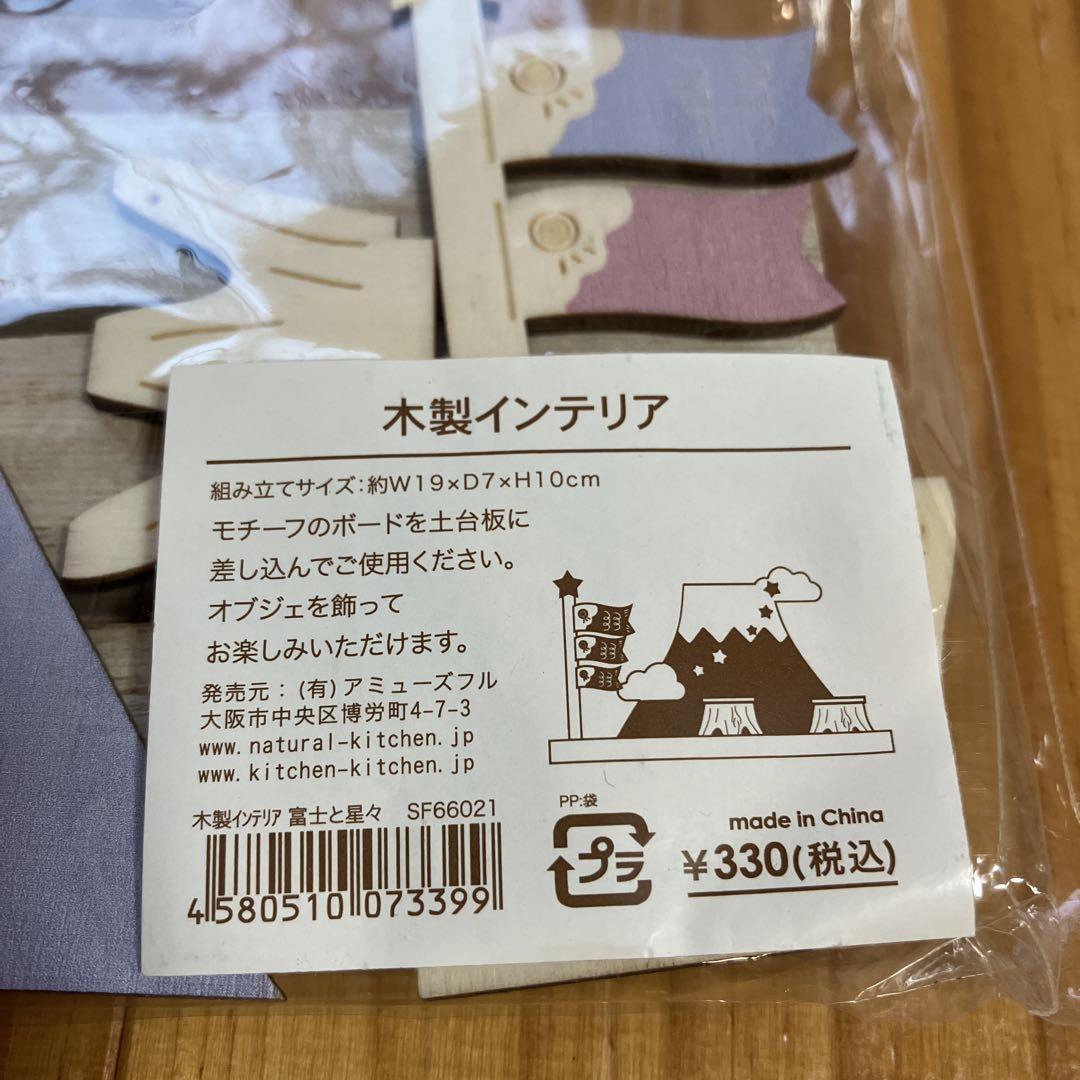 木製インテリア
組み立てサイズ：約W19×D7×H10cm
モチーフのボードを土台板に
差し込んでご使用ください。
オブジェを飾って
お楽しみいただけます。
発売元：(有)アミューズフル
大阪市中央区博労町4-7-3
www.natural-kitchen.jp
www.kitchen-kitchen.jp
木製インテリア 富士と星々 SF66021
4580510073399
PP:袋
プラ
made in China
¥330(税込)